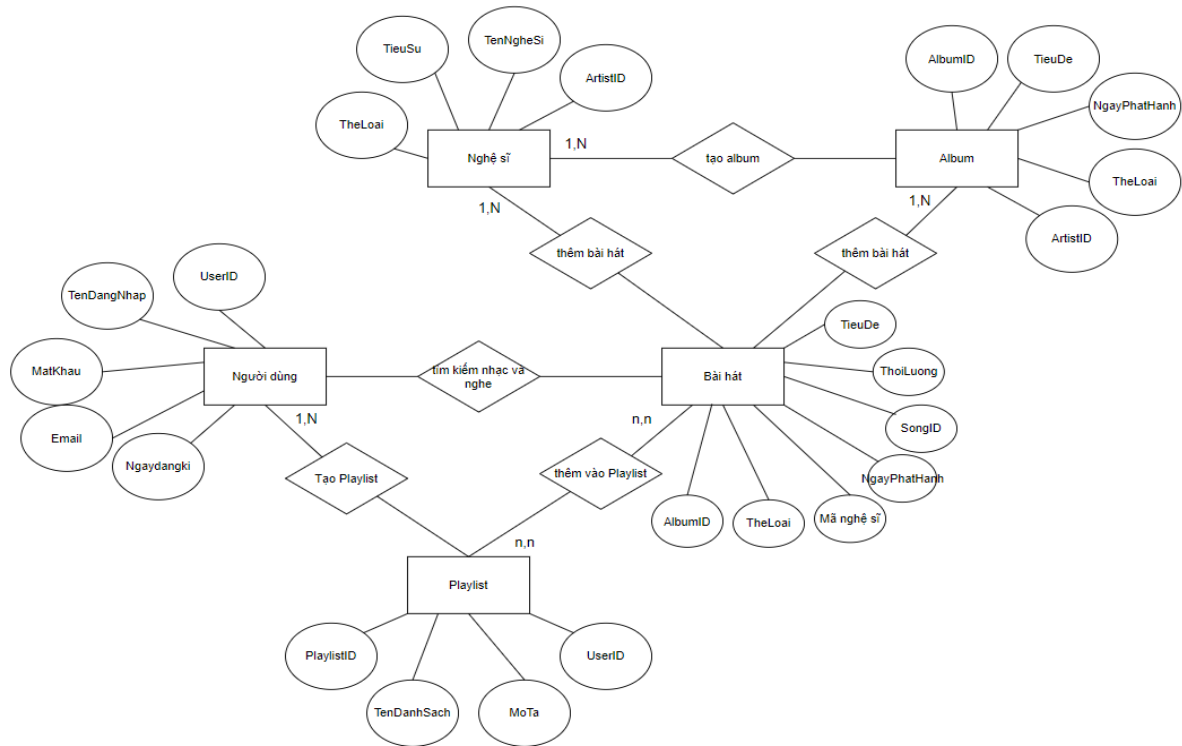 TenNgheSi
TieuSu
ArtistID
TheLoai
Nghệ sĩ
1,N
tạo album
AlbumID
TieuDe
NgayPhatHanh
Album
TheLoai
ArtistID
1,N
1,N
thêm bài hát
thêm bài hát
UserID
TenDangNhap
MatKhau
Email
Ngaydangki
Người dùng
tìm kiếm nhạc và
nghe
Bài hát
TieuDe
ThoiLuong
SongID
NgayPhatHanh
Mã nghệ sĩ
TheLoai
AlbumID
1,N
n,n
Tạo Playlist
thêm vào Playlist
n,n
Playlist
PlaylistID
UserID
TenDanhSach
MoTa